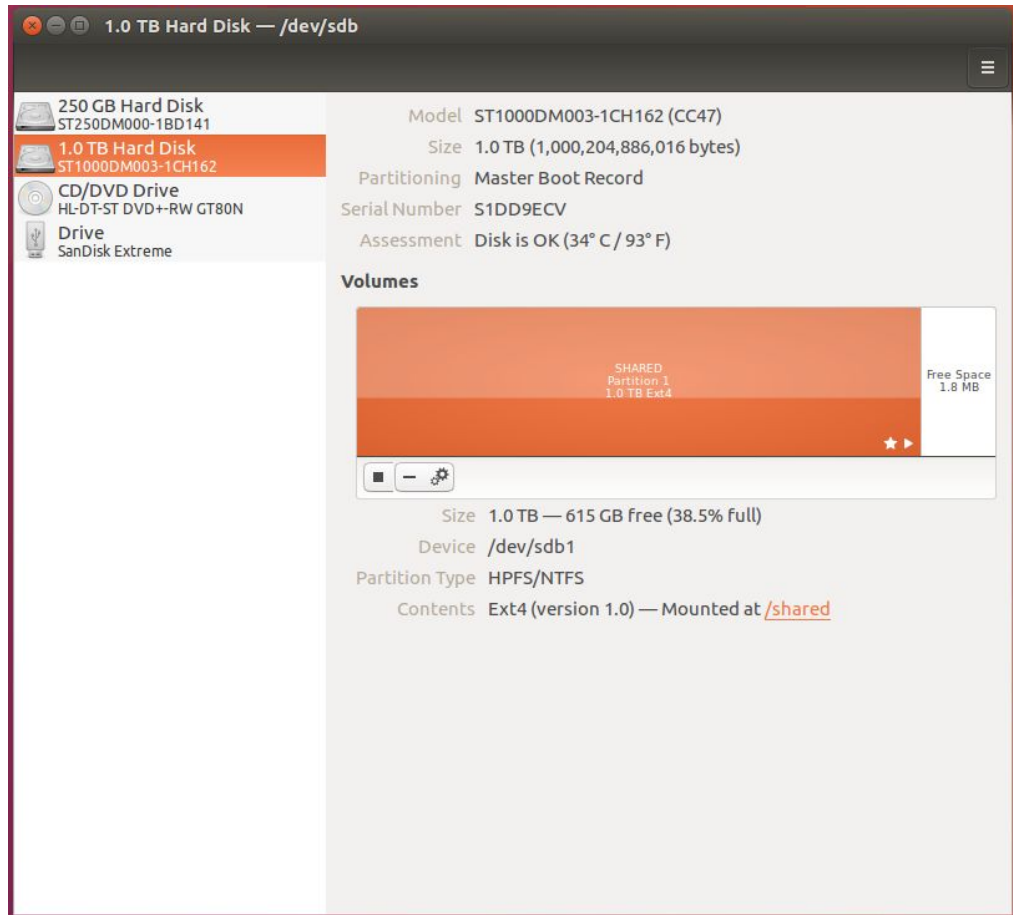 1.0 TB Hard Disk — /dev/sdb
250 GB Hard Disk
ST250DM000-1BD141
1.0 TB Hard Disk
ST1000DM003-1CH162
CD/DVD Drive
HL-DT-ST DVD+-RW GT80N
Drive
SanDisk Extreme
Model ST1000DM003-1CH162 (CC47)
Size 1.0 TB (1,000,204,886,016 bytes)
Partitioning Master Boot Record
Serial Number S1DD9ECV
Assessment Disk is OK (34° C / 93° F)
Volumes
SHARED
Partition 1
1.0 TB Ext4
Free Space
1.8 MB
Size 1.0 TB — 615 GB free (38.5% full)
Device /dev/sdb1
Partition Type HPFS/NTFS
Contents Ext4 (version 1.0) — Mounted at /shared